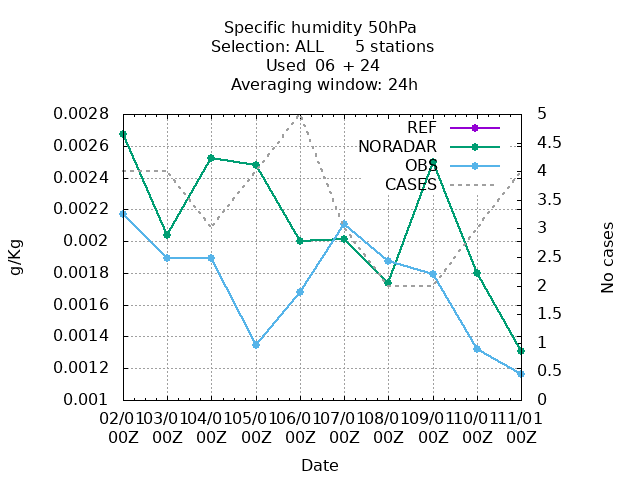 Specific humidity 50hPa
Selection: ALL 5 stations
Used 06 + 24
Averaging window: 24h
0.0028
0.0026
0.0024
0.0022
0.002
0.0018
0.0016
0.0014
0.0012
0.001
g/Kg
REF
NORADAR
OBS
CASES
5
4.5
4
3.5
3
2.5
2
1.5
1
0.5
0
No cases
02/01 03/01 04/01 05/01 06/01 07/01 08/01 09/01 10/01 11/01
00Z 00Z 00Z 00Z 00Z 00Z 00Z 00Z 00Z 00Z
Date